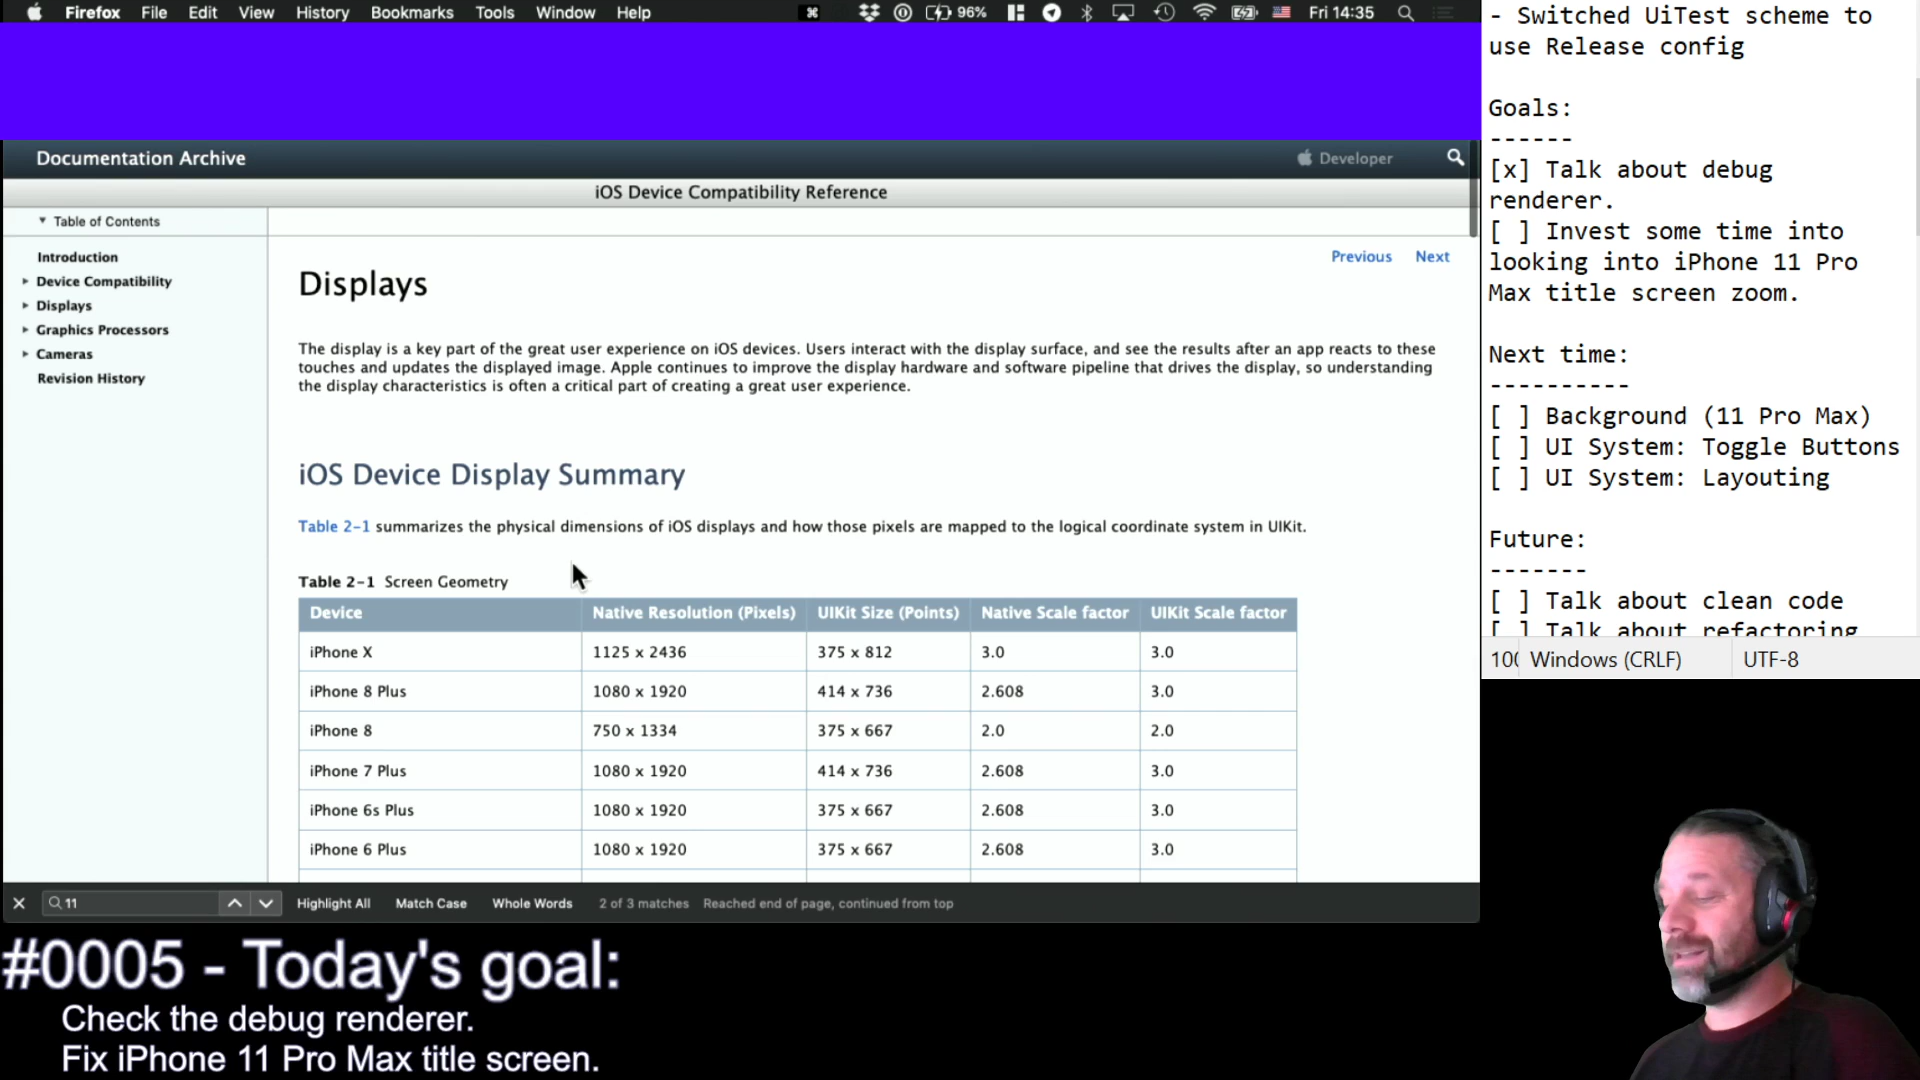 Firefox File Edit View History Bookmarks Tools Window Help 96% Fri 14:35
Documentation Archive
Developer
iOS Device Compatibility Reference
Table of Contents
Introduction
Device Compatibility
Displays
Graphics Processors
Cameras
Revision History
Previous Next
Displays
The display is a key part of the great user experience on iOS devices. Users interact with the display surface, and see the results after an app reacts to these
touches and updates the displayed image. Apple continues to improve the display hardware and software pipeline that drives the display, so understanding
the display characteristics is often a critical part of creating a great user experience.
iOS Device Display Summary
Table 2-1 summarizes the physical dimensions of iOS displays and how those pixels are mapped to the logical coordinate system in UIKit.
Table 2-1 Screen Geometry
Device Native Resolution (Pixels) UIKit Size (Points) Native Scale factor UIKit Scale factor
iPhone X 1125 x 2436 375 x 812 3.0 3.0
iPhone 8 Plus 1080 x 1920 414 x 736 2.608 3.0
iPhone 8 750 x 1334 375 x 667 2.0 2.0
iPhone 7 Plus 1080 x 1920 414 x 736 2.608 3.0
iPhone 6s Plus 1080 x 1920 375 x 667 2.608 3.0
iPhone 6 Plus 1080 x 1920 375 x 667 2.608 3.0
11 Highlight All Match Case Whole Words 2 of 3 matches Reached end of page, continued from top
#0005 - Today's goal:
Check the debug renderer.
Fix iPhone 11 Pro Max title screen.
- Switched UiTest scheme to
use Release config
Goals:
------
[x] Talk about debug
renderer.
[ ] Invest some time into
looking into iPhone 11 Pro
Max title screen zoom.
Next time:
----------
[ ] Background (11 Pro Max)
[ ] UI System: Toggle Buttons
[ ] UI System: Layouting
Future:
-------
[ ] Talk about clean code
[ ] Talk about refactoring
Windows (CRLF) UTF-8